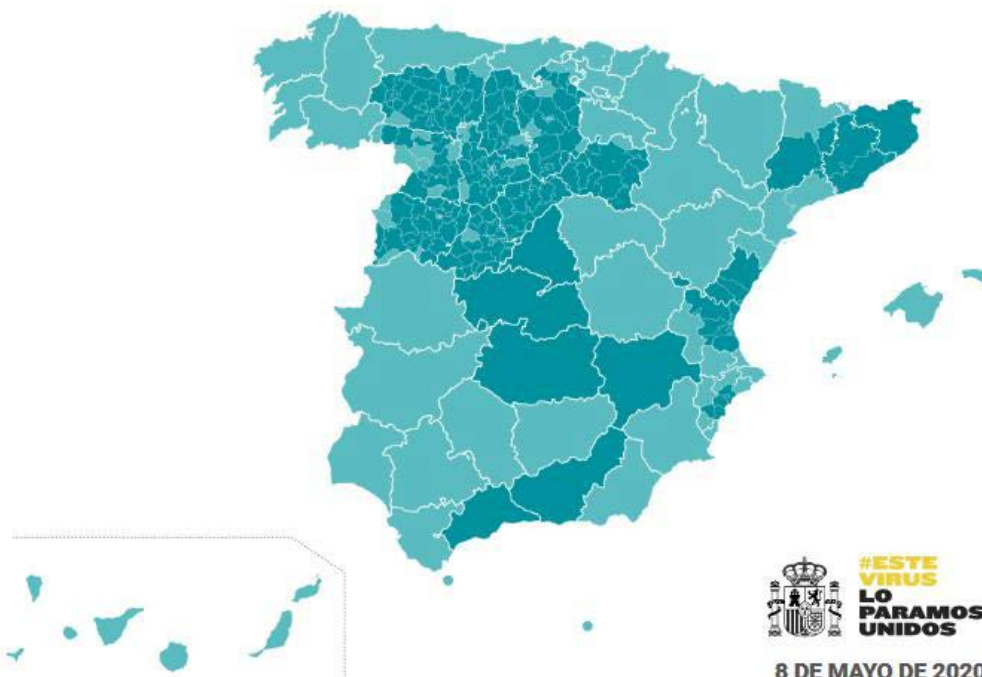 #ESTE
VIRUS
LO
PARAMOS
UNIDOS
8 DE MAYO DE 2020